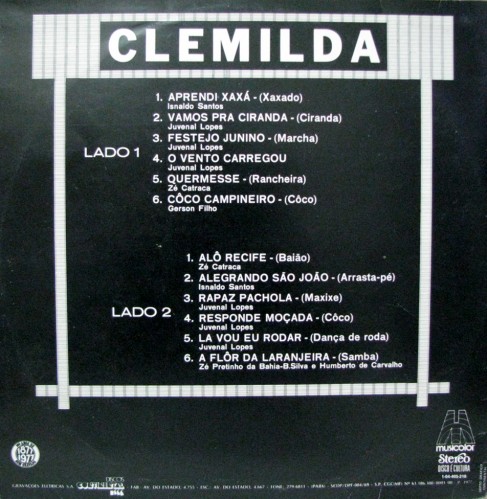 CLEMILDA
LADO 1
1. APRENDI XAXÁ - (Xaxado)
Isnaldo Santos
2. VAMOS PRA CIRANDA - (Ciranda)
Juvenal Lopes
3. FESTEJO JUNINO - (Marcha)
Juvenal Lopes
4. O VENTO CARREGOU
Juvenal Lopes
5. QUERMESSE - (Rancheira)
Zé Catraca
6. CÔCO CAMPINEIRO - (Côco)
Gerson Filho
LADO 2
1. ALÔ RECIFE - (Baião)
Zé Catraca
2. ALEGRANDO SÃO JOÃO - (Arrasta-pé)
Isnaldo Santos
3. RAPAZ PACHOLA - (Maxixe)
Juvenal Lopes
4. RESPONDE MOÇADA - (Côco)
Juvenal Lopes
5. LA VOU EU RODAR - (Dança de roda)
Juvenal Lopes
6. A FLÔR DA LARANJEIRA - (Samba)
Zé Pretinho da Bahia-B.Silva e Humberto de Carvalho
1877
1977
DISCOS
musicolor
Stereo
DISCO É CULTURA